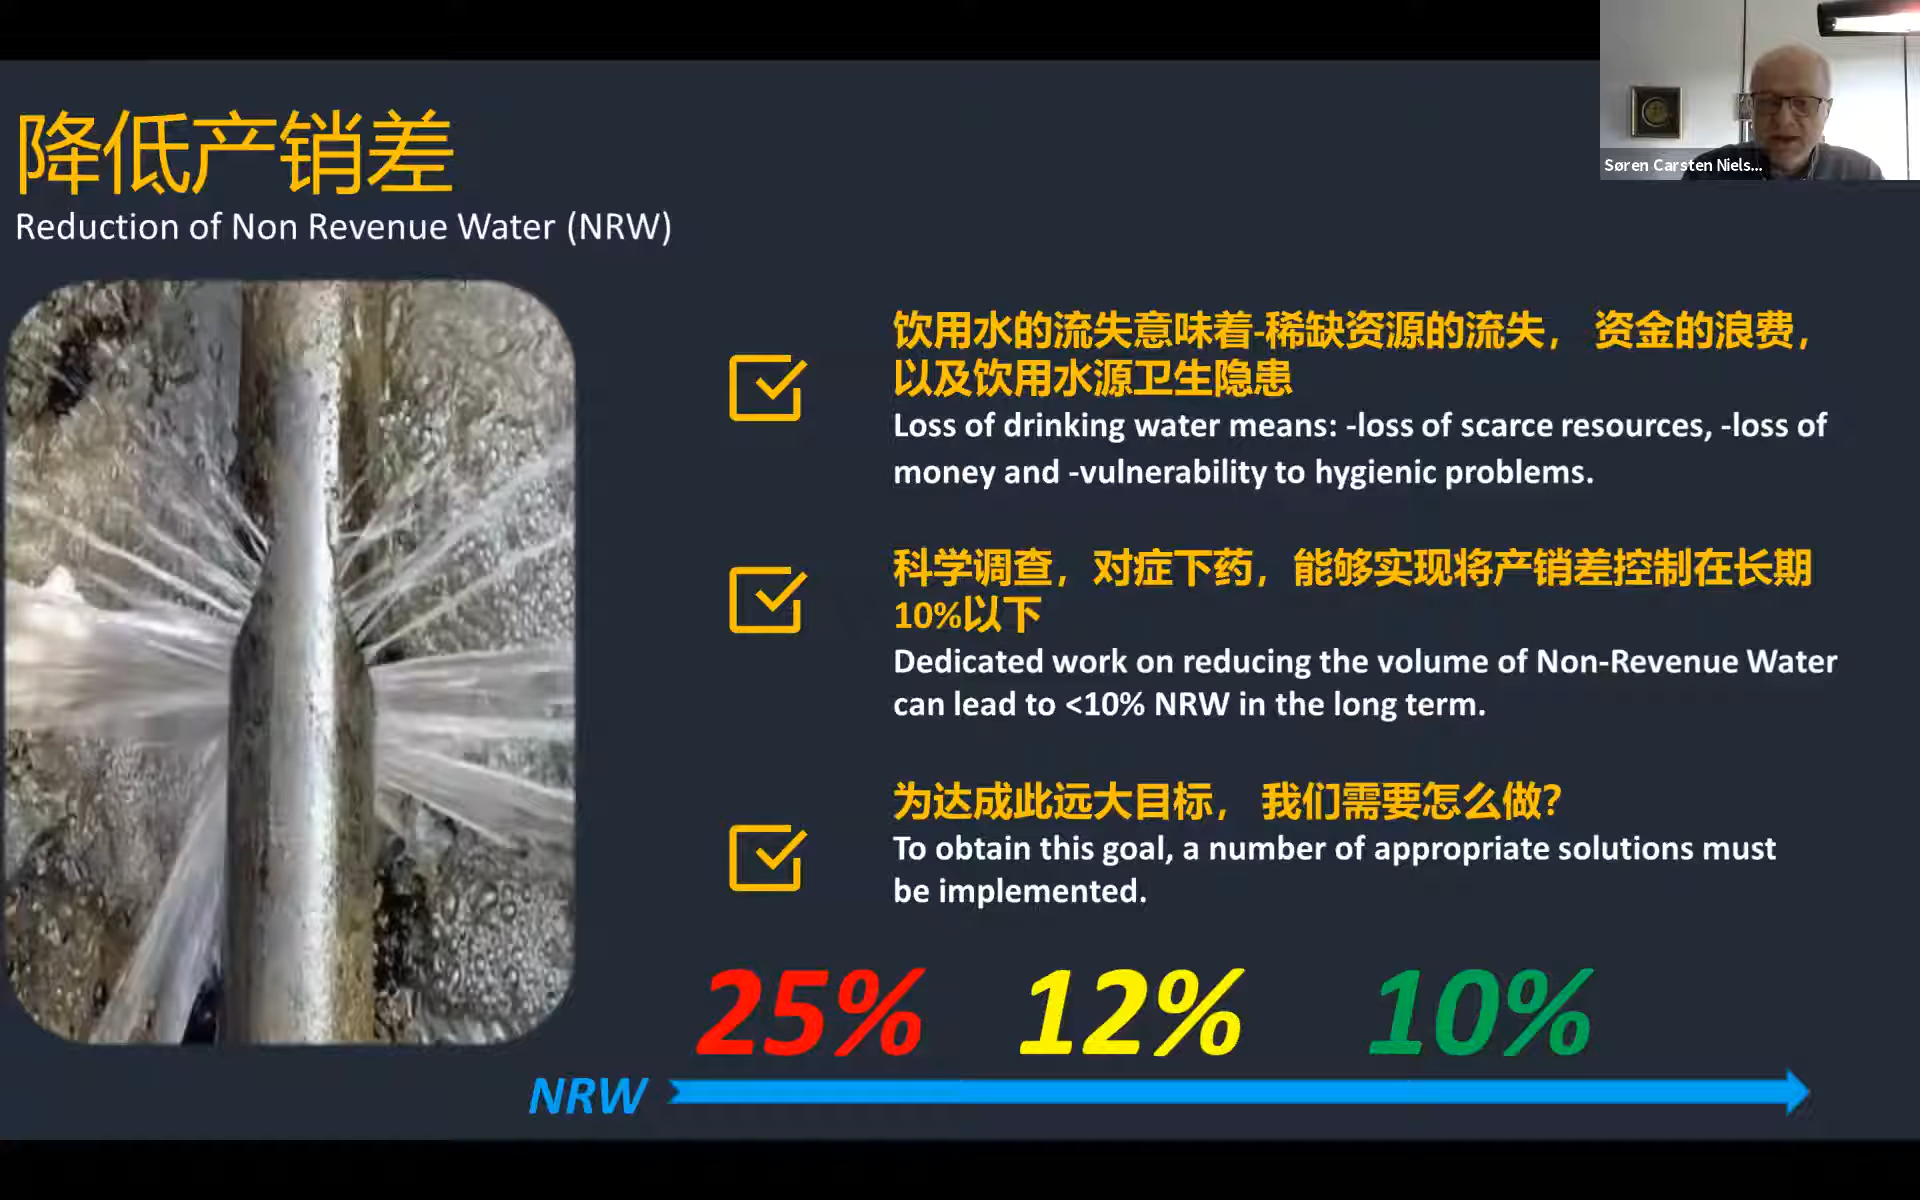 降低产销差
Reduction of Non Revenue Water (NRW)
Søren Carsten Niels...
饮用水的流失意味着-稀缺资源的流失， 资金的浪费，
以及饮用水源卫生隐患
Loss of drinking water means: -loss of scarce resources, -loss of
money and -vulnerability to hygienic problems.
科学调查，对症下药，能够实现将产销差控制在长期
10%以下
Dedicated work on reducing the volume of Non-Revenue Water
can lead to <10% NRW in the long term.
为达成此远大目标， 我们需要怎么做？
To obtain this goal, a number of appropriate solutions must
be implemented.
25% 12% 10%
NRW